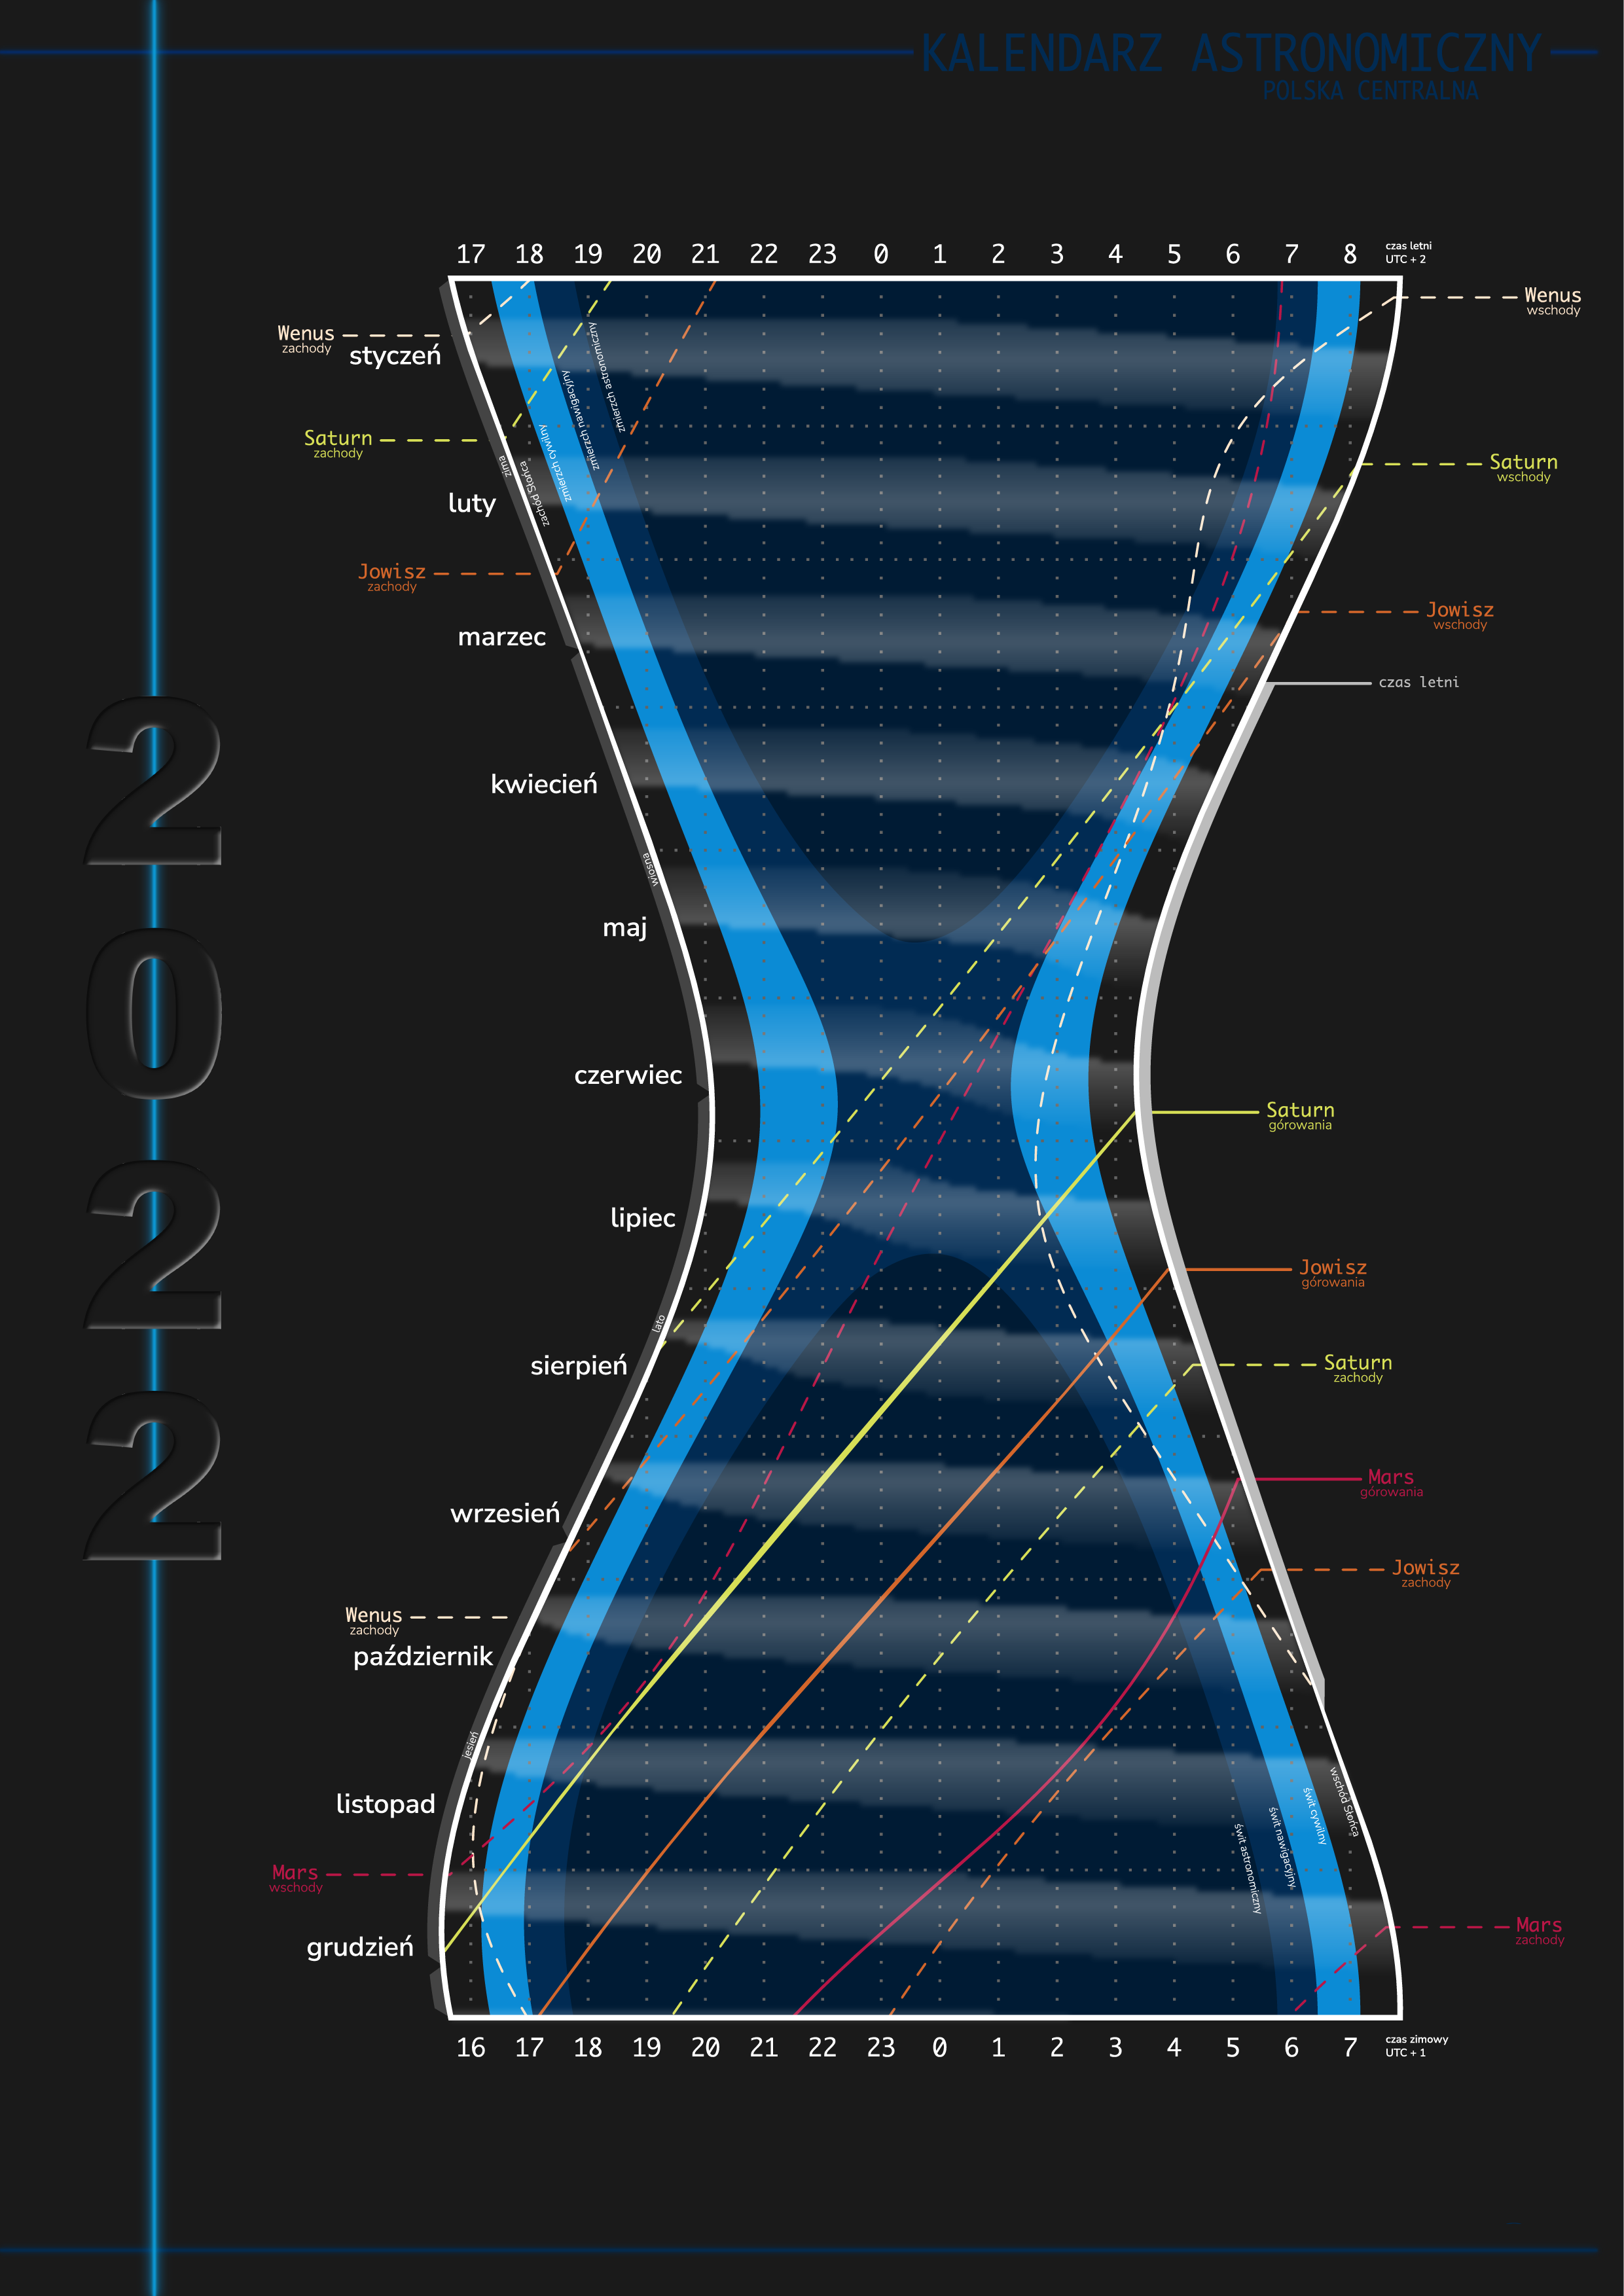 KALENDARZ ASTRONOMICZNY
POLSKA CENTRALNA
2022
17 18 19 20 21 22 23 0 1 2 3 4 5 6 7 8
czas letni
UTC + 2
Wenus
wschody
Wenus
zachody
styczeń
zmierzch astronomiczny
zmierzch nawigacyjny
zmierzch cywilny
zachód Słońca
zima
Saturn
zachody
Saturn
wschody
luty
Jowisz
zachody
Jowisz
wschody
marzec
czas letni
kwiecień
wiosna
maj
czerwiec
Saturn
górowania
lipiec
Jowisz
górowania
lato
sierpień
Saturn
zachody
Mars
górowania
wrzesień
Jowisz
zachody
Wenus
zachody
październik
jesień
listopad
wschód Słońca
świt cywilny
świt nawigacyjny
świt astronomiczny
Mars
wschody
Mars
zachody
grudzień
16 17 18 19 20 21 22 23 0 1 2 3 4 5 6 7
czas zimowy
UTC + 1